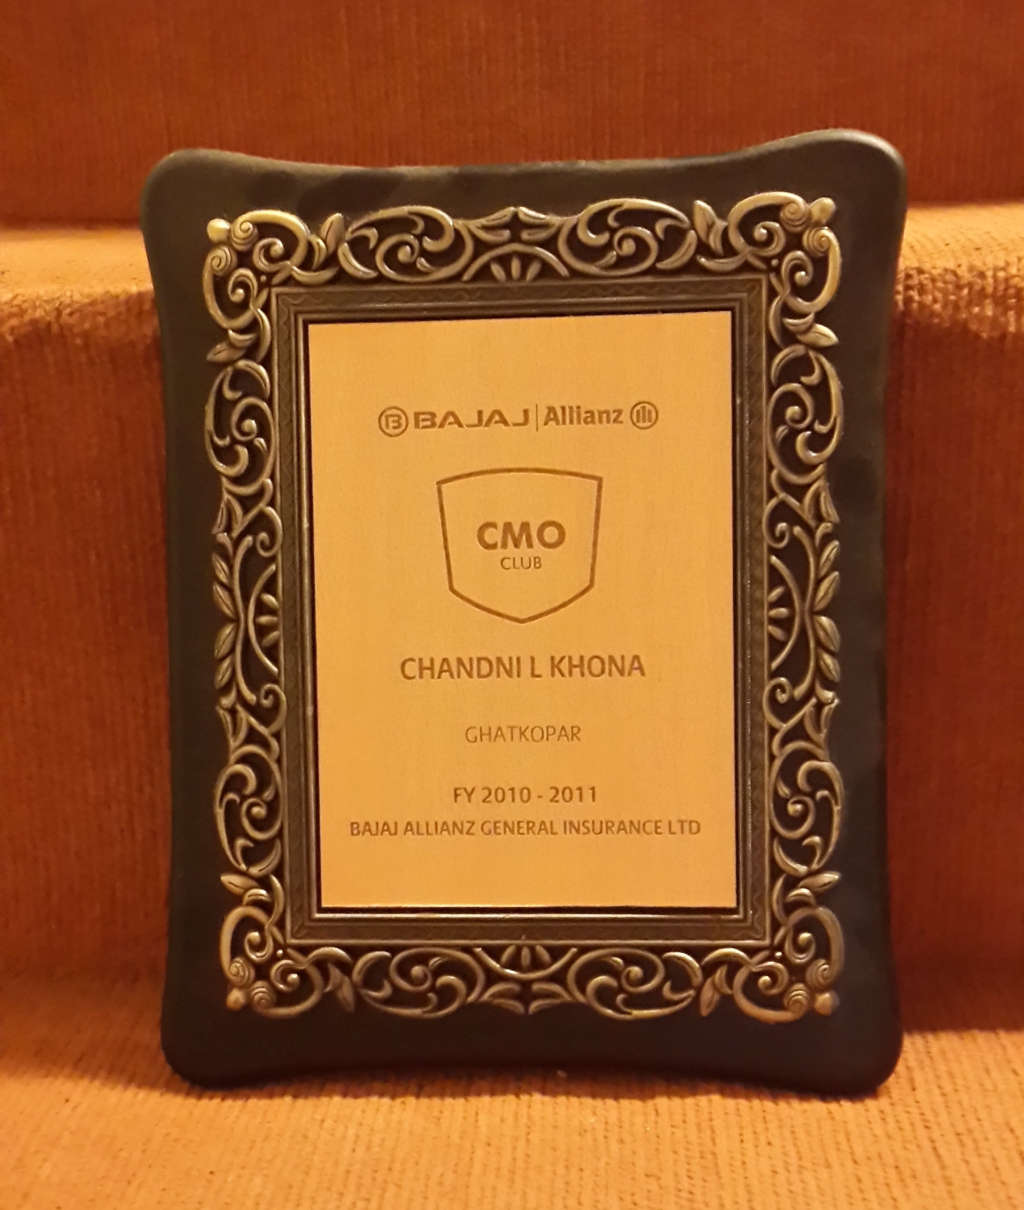 BAJAJ | Allianz
CMO
CLUB
CHANDNI L KHONA
GHATKOPAR
FY 2010 - 2011
BAJAJ ALLIANZ GENERAL INSURANCE LTD